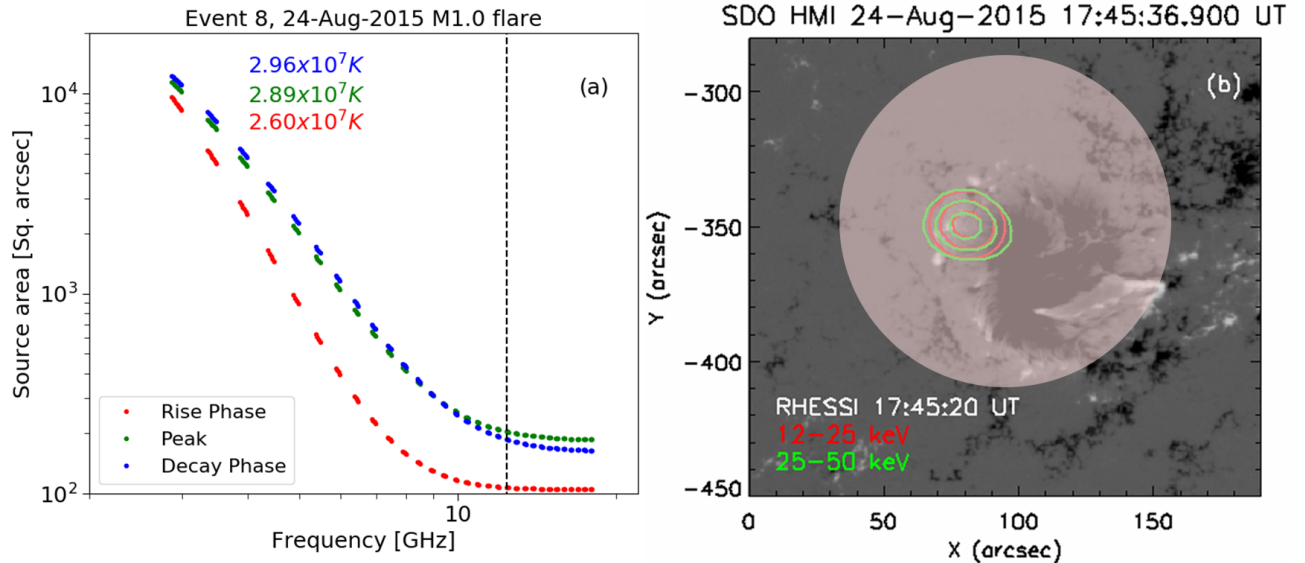 Event 8, 24-Aug-2015 M1.0 flare
2.96x10⁷K
2.89x10⁷K
2.60x10⁷K
(a)
10⁴
10³
10²
Source area [Sq. arcsec]
Rise Phase
Peak
Decay Phase
10
Frequency [GHz]
SDO HMI 24-Aug-2015 17:45:36.900 UT
(b)
-300
-350
-400
-450
Y (arcsec)
RHESSI 17:45:20 UT
12-25 keV
25-50 keV
0 50 100 150
X (arcsec)